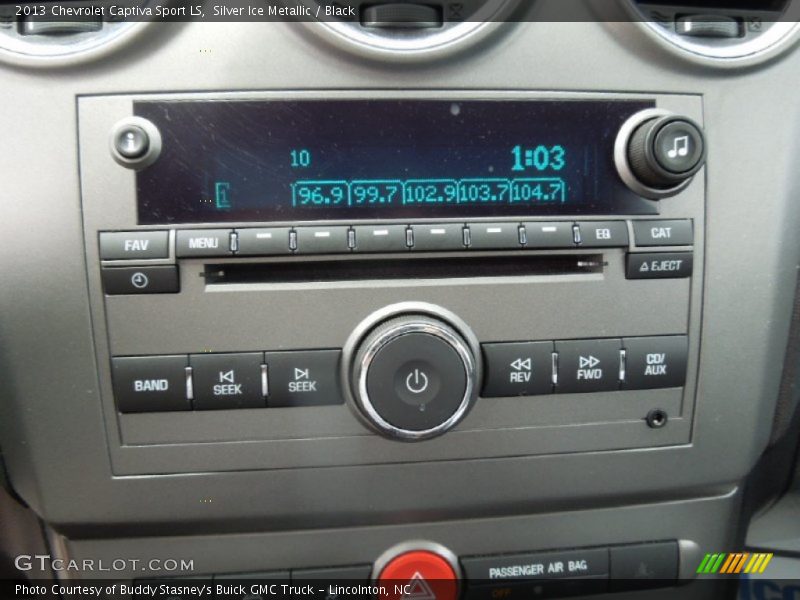 2013 Chevrolet Captiva Sport LS, Silver Ice Metallic / Black
i
10
1:03
96.9 99.7 102.9 103.7 104.7
FAV
MENU
EQ
CAT
EJECT
BAND
SEEK
SEEK
REV
FWD
CD/
AUX
PASSENGER AIR BAG
OFF
GTCARLOT.COM
Photo Courtesy of Buddy Stasney's Buick GMC Truck - Lincolnton, NC